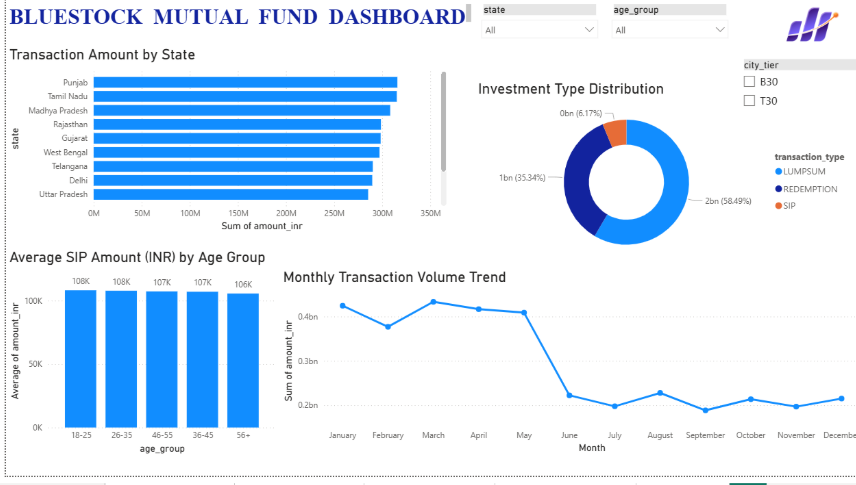 BLUESTOCK MUTUAL FUND DASHBOARD
state
All
age_group
All
city_tier
B30
T30
Transaction Amount by State
state
Punjab
Tamil Nadu
Madhya Pradesh
Rajasthan
Gujarat
West Bengal
Telangana
Delhi
Uttar Pradesh
0M 50M 100M 150M 200M 250M 300M 350M
Sum of amount_inr
Investment Type Distribution
0bn (6.17%)
1bn (35.34%)
2bn (58.49%)
transaction_type
LUMPSUM
REDEMPTION
SIP
Average SIP Amount (INR) by Age Group
Average of amount_inr
100K
50K
0K
108K 108K 107K 107K 106K
18-25 26-35 46-55 36-45 56+
age_group
Monthly Transaction Volume Trend
Sum of amount_inr
0.4bn
0.3bn
0.2bn
January February March April May June July August September October November Decembe
Month